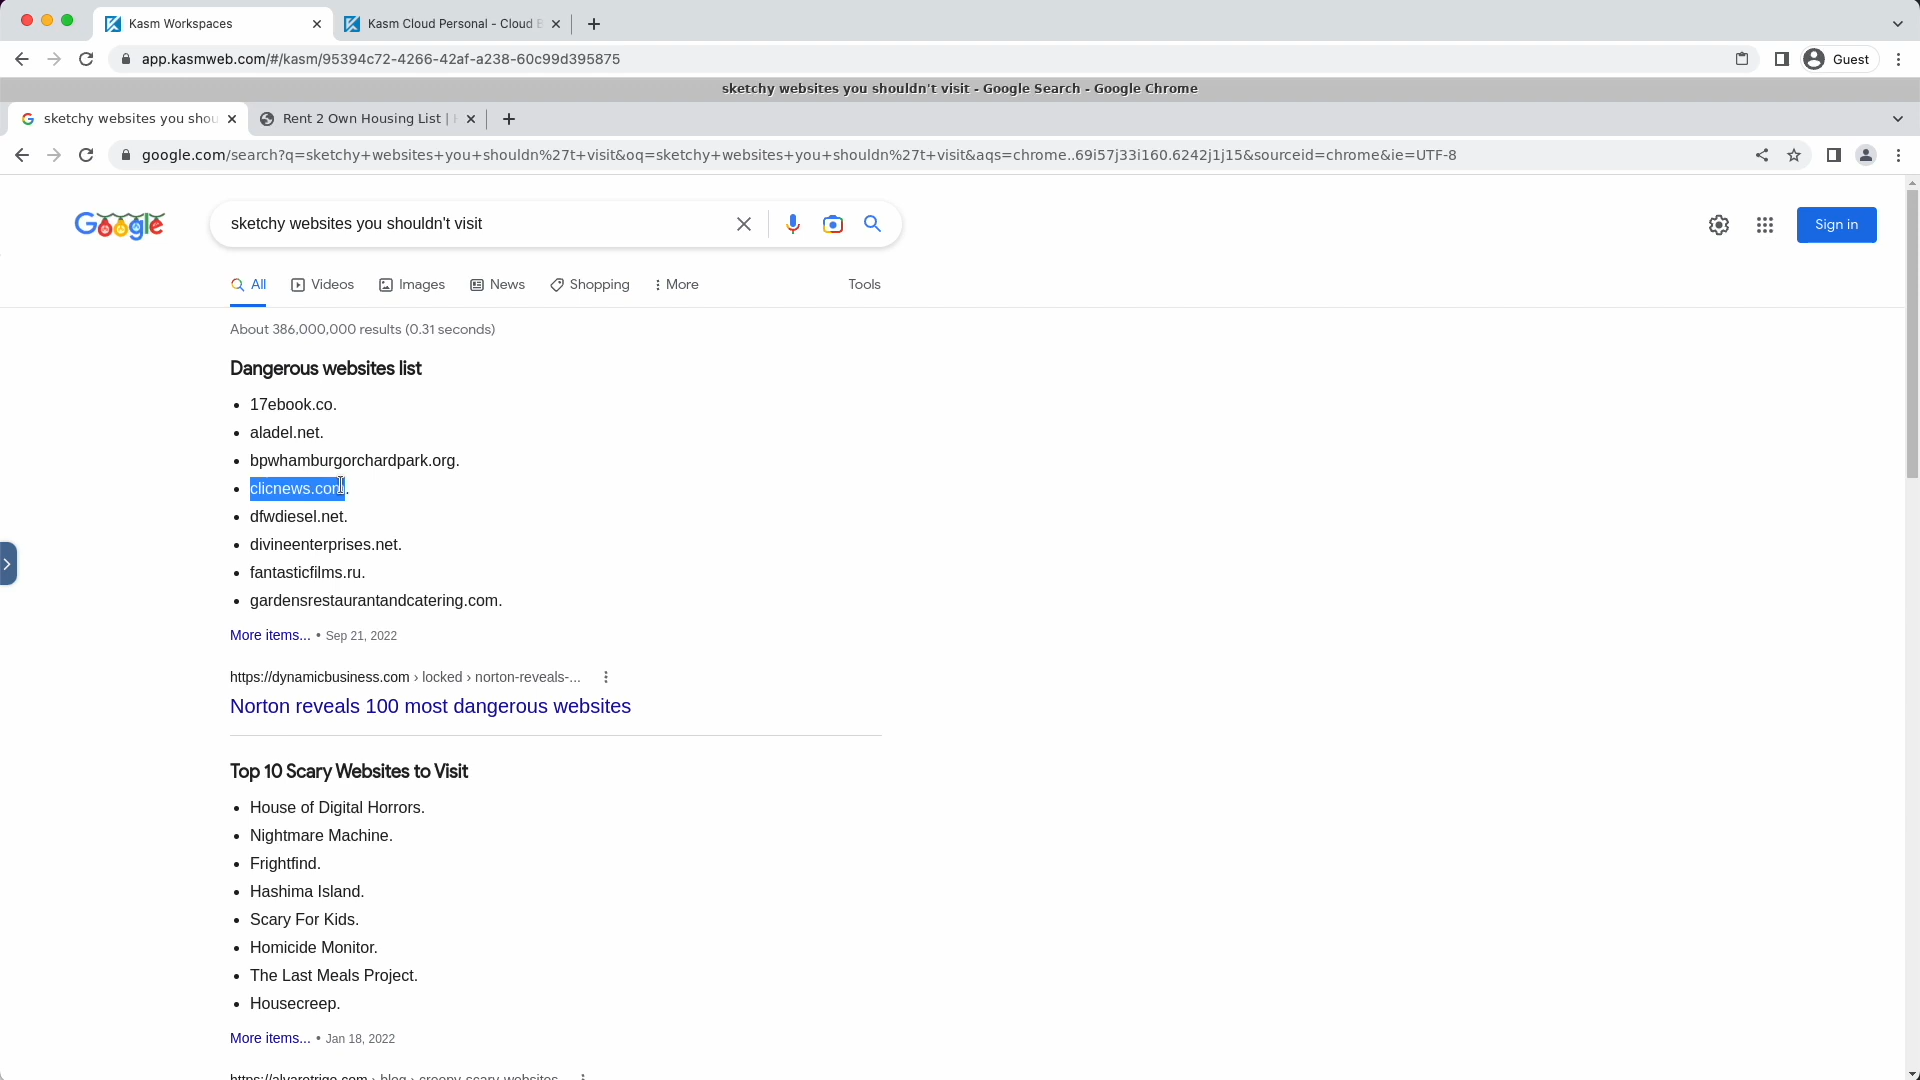 Kasm Workspaces
Kasm Cloud Personal - Cloud
app.kasmweb.com/#/kasm/95394c72-4266-42af-a238-60c99d395875
Guest
sketchy websites you shouldn't visit - Google Search - Google Chrome
sketchy websites you shou
Rent 2 Own Housing List |
google.com/search?q=sketchy+websites+you+shouldn%27t+visit&oq=sketchy+websites+you+shouldn%27t+visit&aqs=chrome..69i57j33i160.6242j1j15&sourceid=chrome&ie=UTF-8
Google
sketchy websites you shouldn't visit
Sign in
All
Videos
Images
News
Shopping
More
Tools
About 386,000,000 results (0.31 seconds)
Dangerous websites list
• 17ebook.co.
• aladel.net.
• bpwhamburgorchardpark.org.
• clicnews.com.
• dfwdiesel.net.
• divineenterprises.net.
• fantasticfilms.ru.
• gardensrestaurantandcatering.com.
More items... • Sep 21, 2022
https://dynamicbusiness.com › locked › norton-reveals-...
Norton reveals 100 most dangerous websites
Top 10 Scary Websites to Visit
• House of Digital Horrors.
• Nightmare Machine.
• Frightfind.
• Hashima Island.
• Scary For Kids.
• Homicide Monitor.
• The Last Meals Project.
• Housecreep.
More items... • Jan 18, 2022
https://alvarotrigo.com › blog › creepy-scary-websites